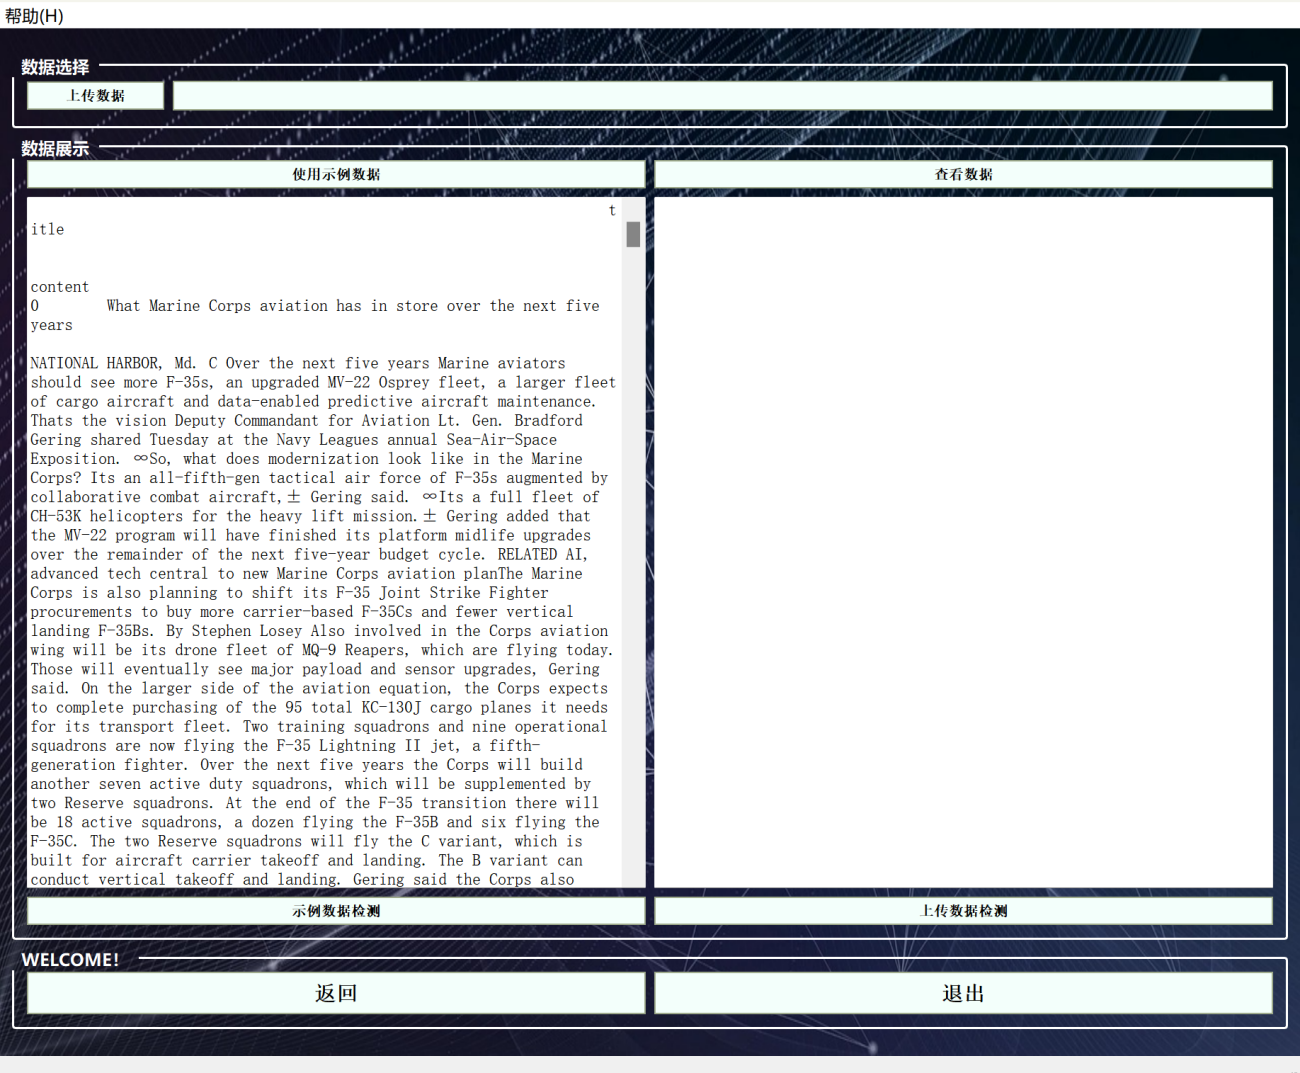 帮助(H)
数据选择
上传数据
数据展示
使用示例数据
查看数据
t
itle
content
0 What Marine Corps aviation has in store over the next five
years
NATIONAL HARBOR, Md. C Over the next five years Marine aviators
should see more F-35s, an upgraded MV-22 Osprey fleet, a larger fleet
of cargo aircraft and data-enabled predictive aircraft maintenance.
Thats the vision Deputy Commandant for Aviation Lt. Gen. Bradford
Gering shared Tuesday at the Navy Leagues annual Sea-Air-Space
Exposition. ∞So, what does modernization look like in the Marine
Corps? Its an all-fifth-gen tactical air force of F-35s augmented by
collaborative combat aircraft,± Gering said. ∞Its a full fleet of
CH-53K helicopters for the heavy lift mission.± Gering added that
the MV-22 program will have finished its platform midlife upgrades
over the remainder of the next five-year budget cycle. RELATED AI,
advanced tech central to new Marine Corps aviation planThe Marine
Corps is also planning to shift its F-35 Joint Strike Fighter
procurements to buy more carrier-based F-35Cs and fewer vertical
landing F-35Bs. By Stephen Losey Also involved in the Corps aviation
wing will be its drone fleet of MQ-9 Reapers, which are flying today.
Those will eventually see major payload and sensor upgrades, Gering
said. On the larger side of the aviation equation, the Corps expects
to complete purchasing of the 95 total KC-130J cargo planes it needs
for its transport fleet. Two training squadrons and nine operational
squadrons are now flying the F-35 Lightning II jet, a fifth-
generation fighter. Over the next five years the Corps will build
another seven active duty squadrons, which will be supplemented by
two Reserve squadrons. At the end of the F-35 transition there will
be 18 active squadrons, a dozen flying the F-35B and six flying the
F-35C. The two Reserve squadrons will fly the C variant, which is
built for aircraft carrier takeoff and landing. The B variant can
conduct vertical takeoff and landing. Gering said the Corps also
示例数据检测
上传数据检测
WELCOME!
返回
退出